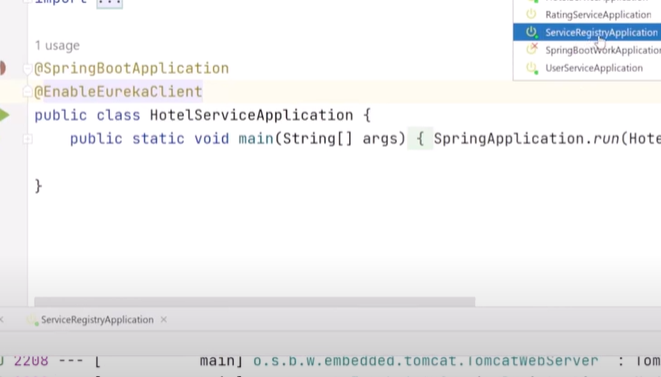 import ...
RatingServiceApplication
1 usage
ServiceRegistryApplication
@SpringBootApplication
SpringBootWorkApplication
@EnableEurekaClient
UserServiceApplication
public class HotelServiceApplication {
public static void main(String[] args) { SpringApplication.run(Hote
}
ServiceRegistryApplication ×
2208 --- [ main] o.s.b.w.embedded.tomcat.TomcatWebServer : Tom